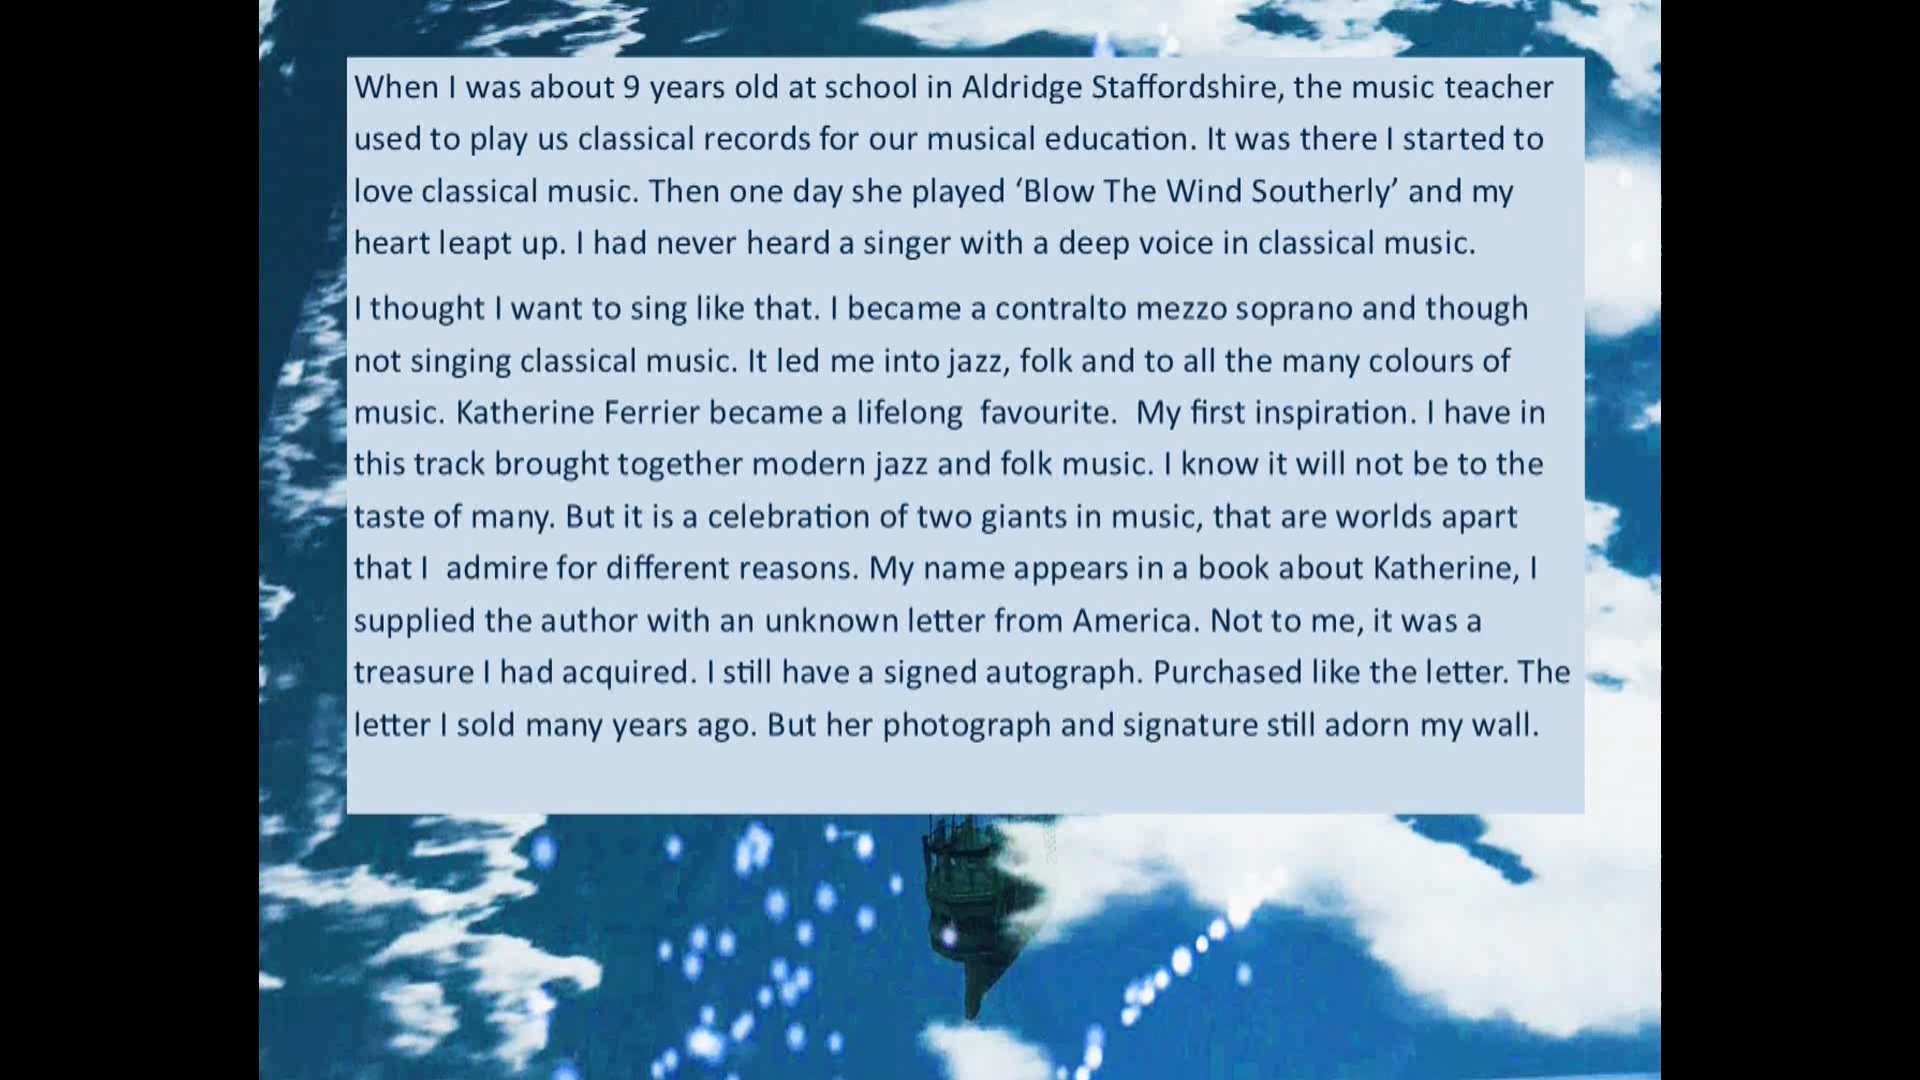 When I was about 9 years old at school in Aldridge Staffordshire, the music teacher
used to play us classical records for our musical education. It was there I started to
love classical music. Then one day she played ‘Blow The Wind Southerly’ and my
heart leapt up. I had never heard a singer with a deep voice in classical music.
I thought I want to sing like that. I became a contralto mezzo soprano and though
not singing classical music. It led me into jazz, folk and to all the many colours of
music. Katherine Ferrier became a lifelong  favourite.  My first inspiration. I have in
this track brought together modern jazz and folk music. I know it will not be to the
taste of many. But it is a celebration of two giants in music, that are worlds apart
that I  admire for different reasons. My name appears in a book about Katherine, I
supplied the author with an unknown letter from America. Not to me, it was a
treasure I had acquired. I still have a signed autograph. Purchased like the letter. The
letter I sold many years ago. But her photograph and signature still adorn my wall.